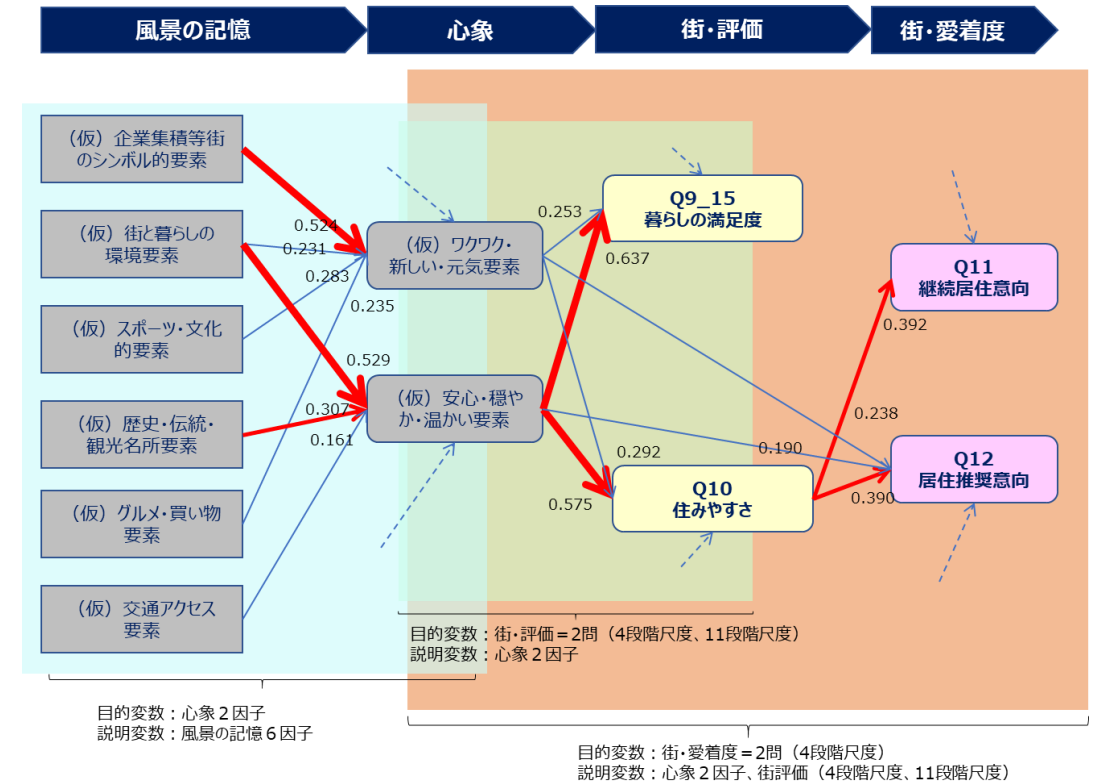 風景の記憶
心象
街・評価
街・愛着度
（仮）企業集積等街
のシンボル的要素
（仮）街と暮らしの
環境要素
（仮）スポーツ・文化
的要素
（仮）歴史・伝統・
観光名所要素
（仮）グルメ・買い物
要素
（仮）交通アクセス
要素
0.524
0.231
0.283
0.235
0.529
0.307
0.161
（仮）ワクワク・
新しい・元気要素
（仮）安心・穏や
か・温かい要素
0.253
0.637
0.292
0.575
Q9_15
暮らしの満足度
Q10
住みやすさ
0.392
0.238
0.190
0.390
Q11
継続居住意向
Q12
居住推奨意向
目的変数：街・評価＝2問（4段階尺度、11段階尺度）
説明変数：心象２因子
目的変数：心象２因子
説明変数：風景の記憶６因子
目的変数：街・愛着度＝2問（4段階尺度）
説明変数：心象２因子、街評価（4段階尺度、11段階尺度）